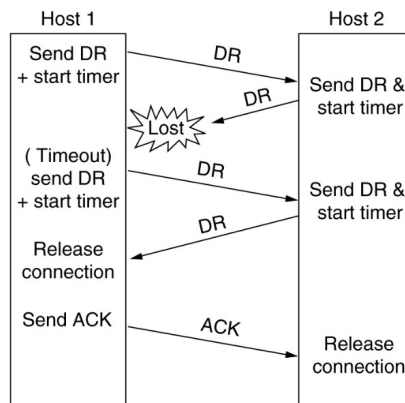 Host 1
Host 2
Send DR
+ start timer
DR
Send DR &
start timer
DR
Lost
( Timeout)
send DR
+ start timer
DR
Send DR &
start timer
DR
Release
connection
Send ACK
ACK
Release
connection